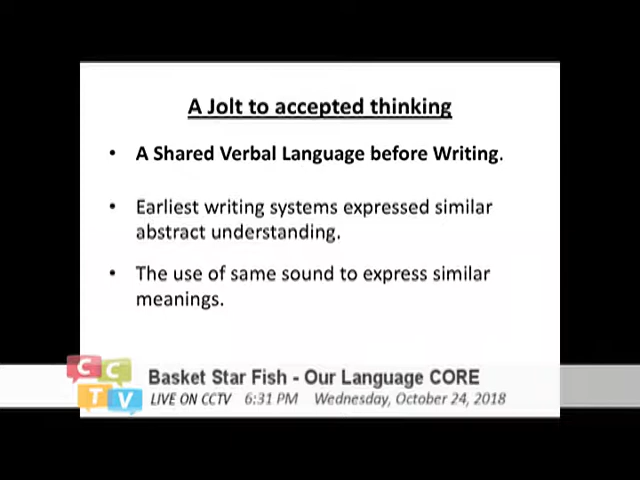 A Jolt to accepted thinking
• A Shared Verbal Language before Writing.
• Earliest writing systems expressed similar
abstract understanding.
• The use of same sound to express similar
meanings.
C C
T V
Basket Star Fish - Our Language CORE
LIVE ON CCTV 6:31 PM Wednesday, October 24, 2018